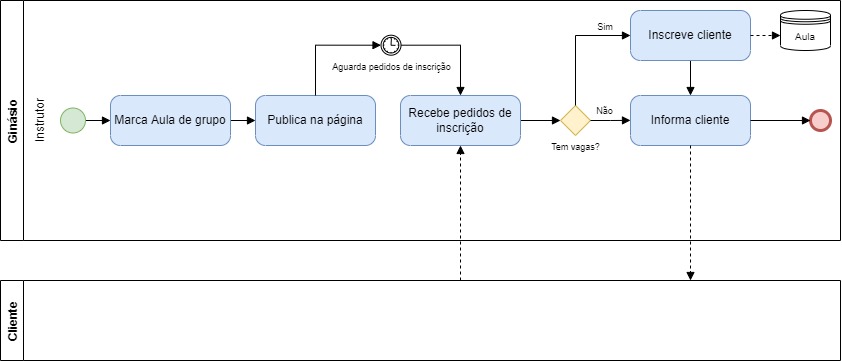 Ginásio
Instrutor
Marca Aula de grupo
Publica na página
Aguarda pedidos de inscrição
Recebe pedidos de
inscrição
Tem vagas?
Sim
Não
Inscreve cliente
Aula
Informa cliente
Cliente